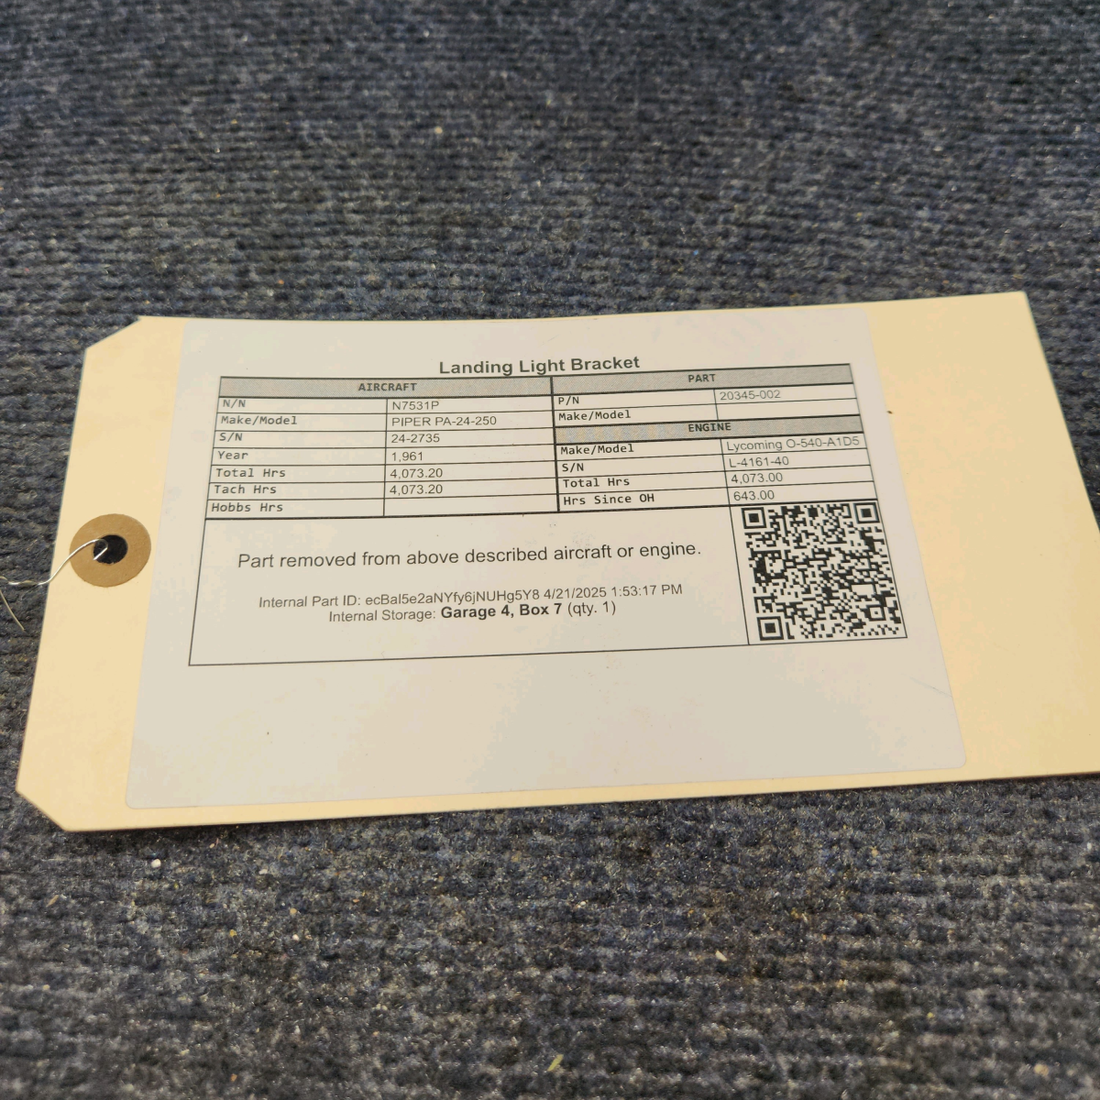 Landing Light Bracket
AIRCRAFT
N/N N7531P
Make/Model PIPER PA-24-250
S/N 24-2735
Year 1,961
Total Hrs 4,073.20
Tach Hrs 4,073.20
Hobbs Hrs
PART
P/N 20345-002
Make/Model
ENGINE
Make/Model Lycoming O-540-A1D5
S/N L-4161-40
Total Hrs 4,073.00
Hrs Since OH 643.00
Part removed from above described aircraft or engine.
Internal Part ID: ecBal5e2aNYfy6jNUHg5Y8 4/21/2025 1:53:17 PM
Internal Storage: Garage 4, Box 7 (qty. 1)